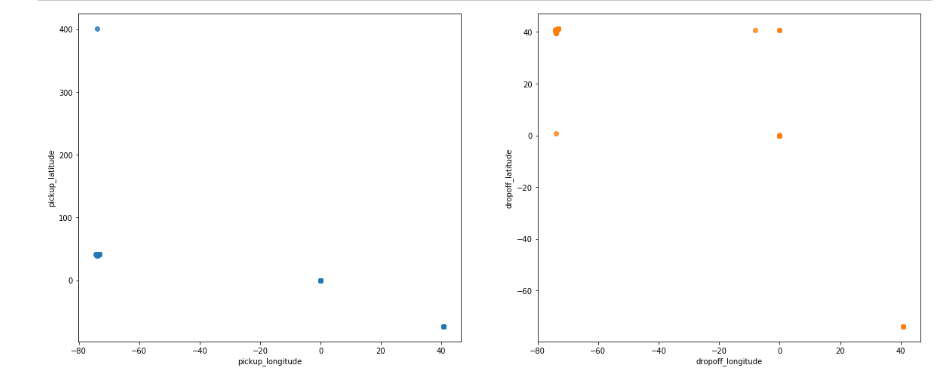 400
300
200
100
0
pickup_latitude
−80 −60 −40 −20 0 20 40
pickup_longitude
40
20
0
−20
−40
−60
dropoff_latitude
−80 −60 −40 −20 0 20 40
dropoff_longitude